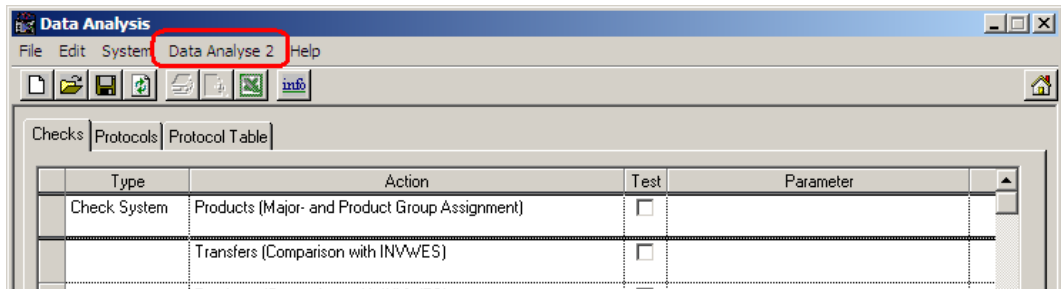 Data Analysis
File Edit System Data Analyse 2 Help
info
Checks Protocols Protocol Table
Type Action Test Parameter
Check System Products (Major- and Product Group Assignment)
Transfers (Comparison with INVWES)